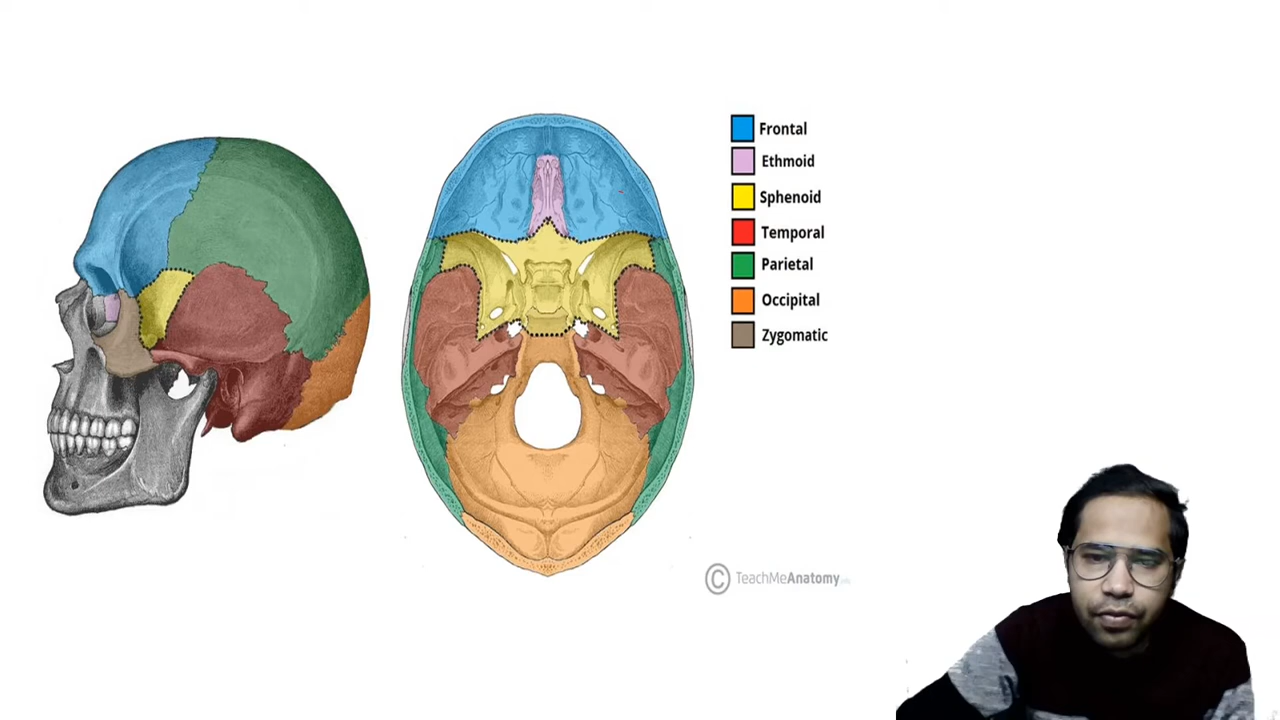 Frontal
Ethmoid
Sphenoid
Temporal
Parietal
Occipital
Zygomatic
© TeachMeAnatomy